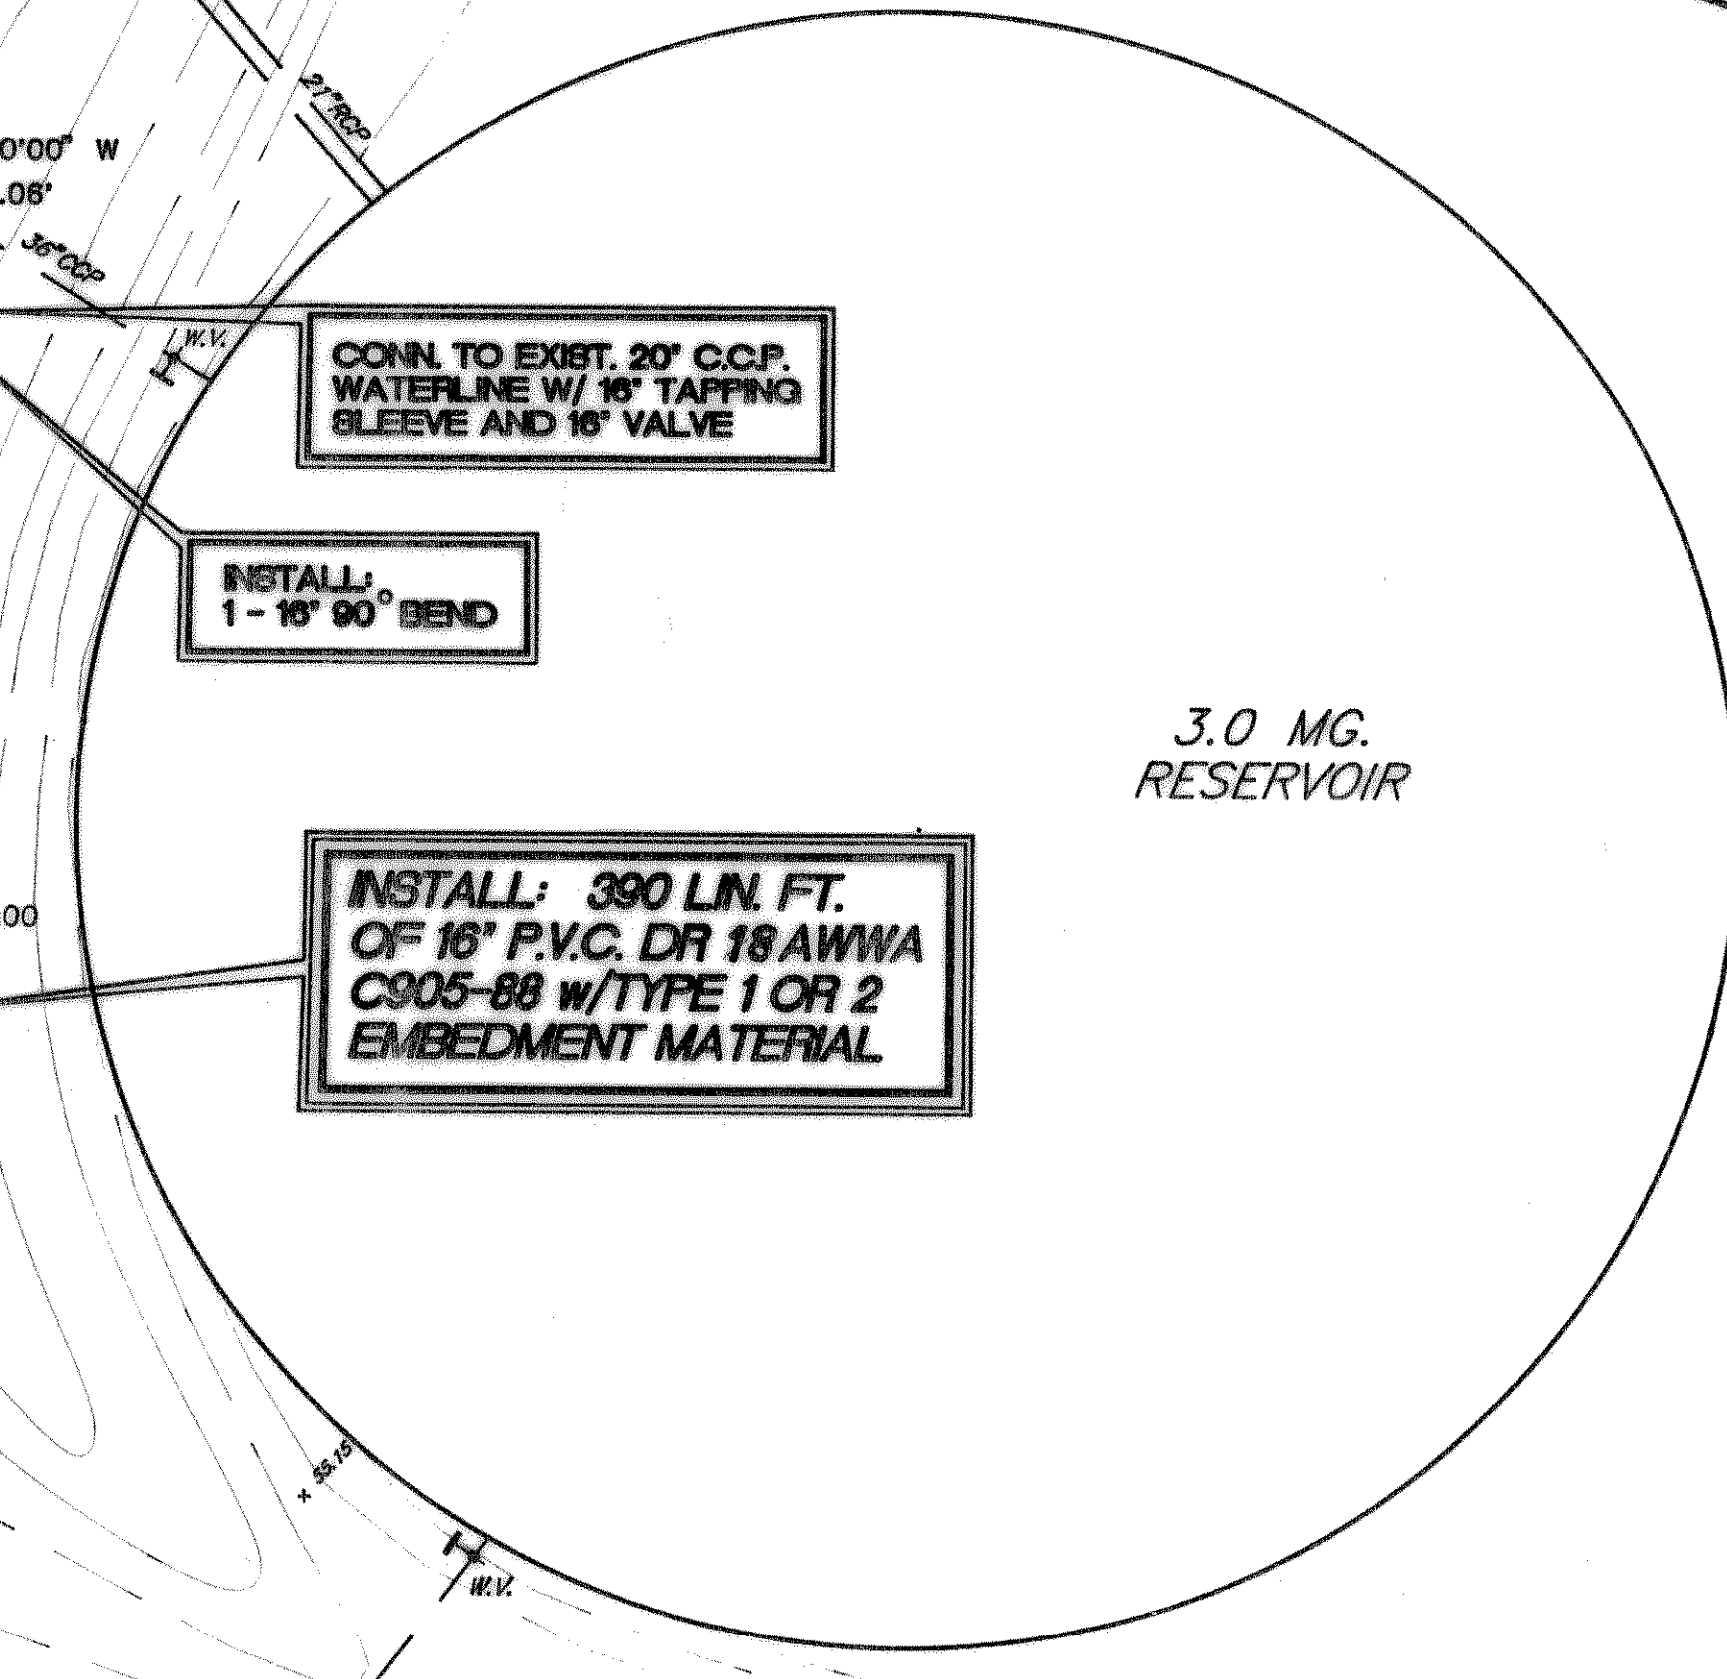 21"RCP
0'00" W
.06'
36"CCP
W.V.
CONN. TO EXIST. 20" C.C.P.
WATERLINE W/ 16" TAPPING
SLEEVE AND 16" VALVE
INSTALL:
1 - 16" 90° BEND
3.0 MG.
RESERVOIR
INSTALL: 390 LIN. FT.
OF 16" P.V.C. DR 18 AWWA
C905-88 w/TYPE 1 OR 2
EMBEDMENT MATERIAL
.00
+ 55.15
W.V.